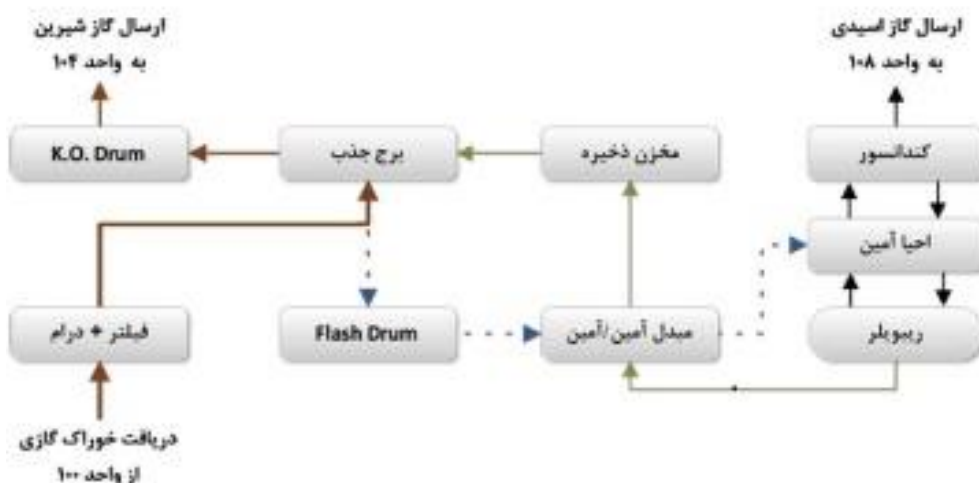 ارسال گاز شیرین
به واحد ۱۰۴
ارسال گاز اسیدی
به واحد ۱۰۸
K.O. Drum
برج جذب
مخزن ذخیره
کندانسور
احیا آمین
فیلتر + درام
Flash Drum
مبدل آمین/آمین
ریبویلر
دریافت خوراک گازی
از واحد ۱۰۰